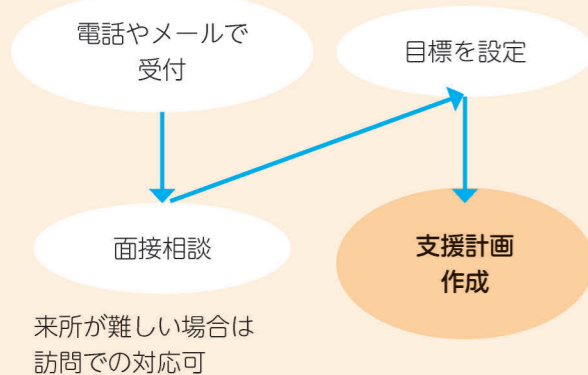 電話やメールで
受付
面接相談
来所が難しい場合は
訪問での対応可
目標を設定
支援計画
作成